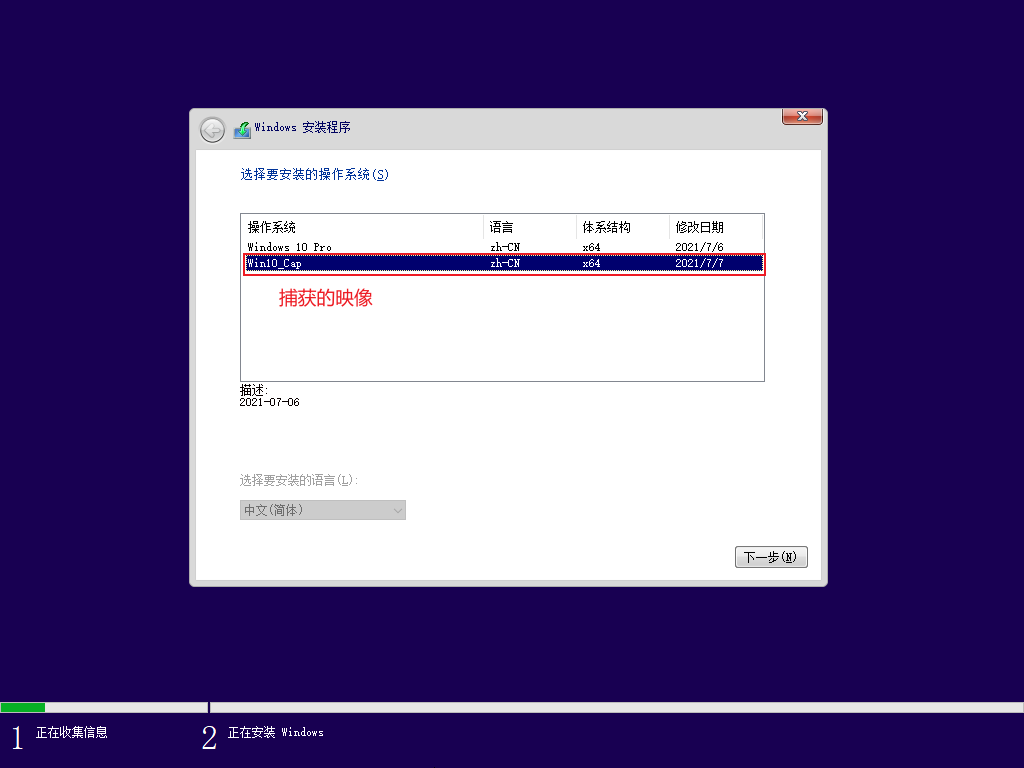 Windows 安装程序
选择要安装的操作系统(S)
操作系统 语言 体系结构 修改日期
Windows 10 Pro zh-CN x64 2021/7/6
Win10_Cap zh-CN x64 2021/7/7
捕获的映像
描述:
2021-07-06
选择要安装的语言(L):
中文(简体)
下一步(N)
1 正在收集信息 2 正在安装 Windows